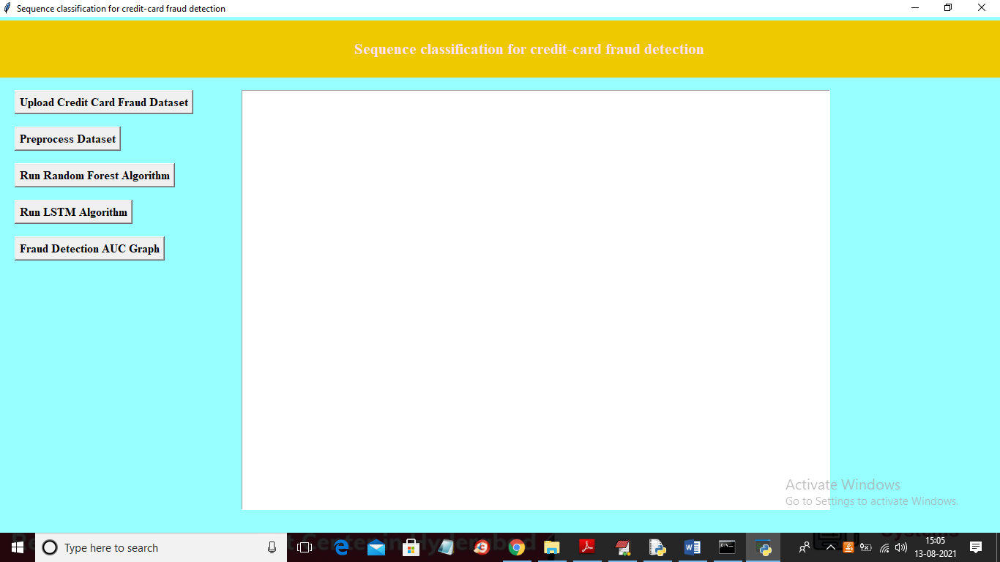 Sequence classification for credit-card fraud detection
Sequence classification for credit-card fraud detection
Upload Credit Card Fraud Dataset
Preprocess Dataset
Run Random Forest Algorithm
Run LSTM Algorithm
Fraud Detection AUC Graph
Activate Windows
Go to Settings to activate Windows.
Type here to search
15:05
13-08-2021